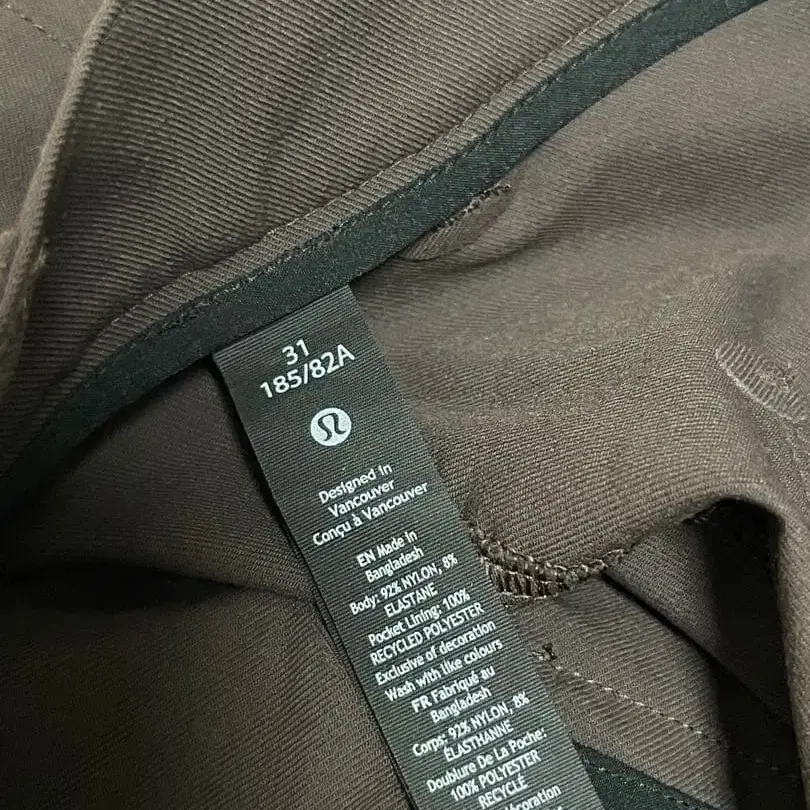 31
185/82A
Designed in
Vancouver
Conçu à Vancouver
EN Made in
Bangladesh
Body: 92% NYLON, 8%
ELASTANE
Pocket Lining: 100%
RECYCLED POLYESTER
Exclusive of decoration
Wash with like colours
FR Fabriqué au
Bangladesh
Corps: 92% NYLON, 8%
ÉLASTHANNE
Doublure De La Poche:
100% POLYESTER
RECYCLÉ
décoration